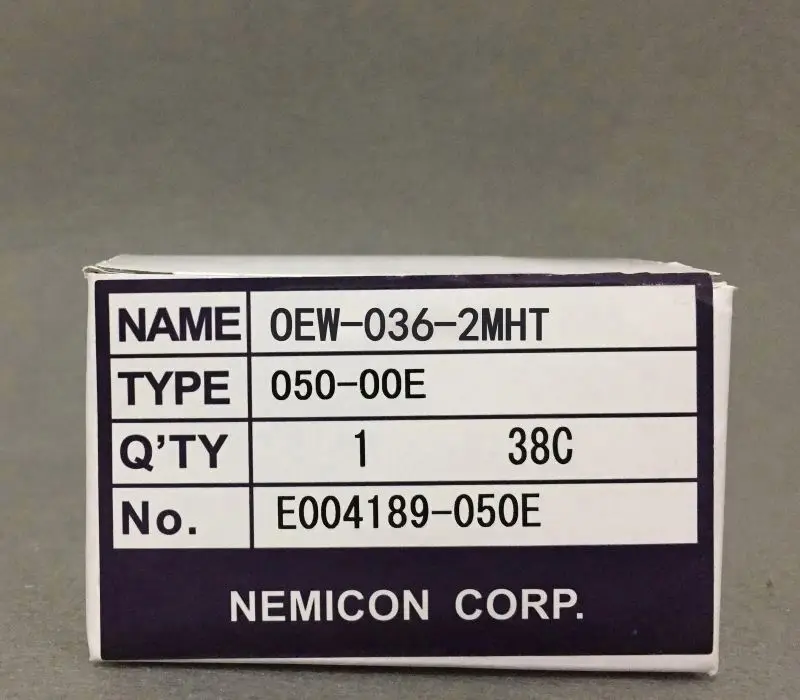 NAME OEW-036-2MHT
TYPE 050-00E
Q'TY 1 38C
No. E004189-050E
NEMICON CORP.